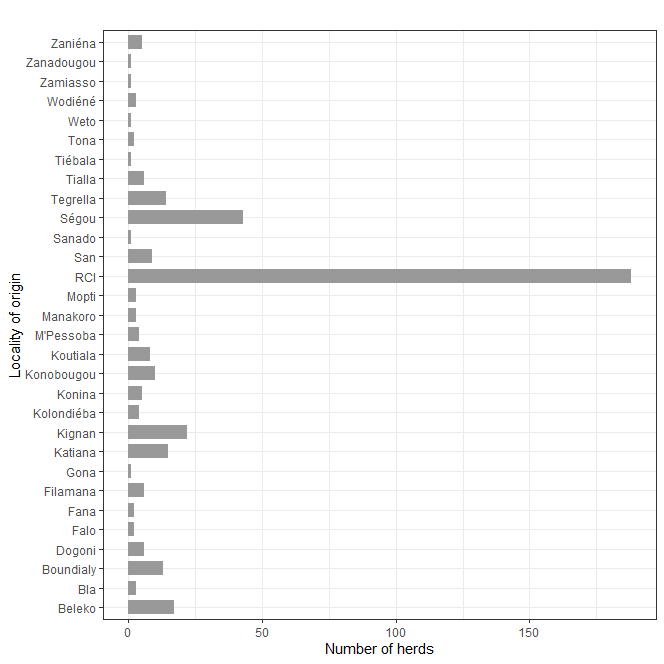 Zaniéna
Zanadougou
Zamiasso
Wodiéné
Weto
Tona
Tiébala
Tialla
Tegrella
Ségou
Sanado
San
RCI
Mopti
Manakoro
M'Pessoba
Koutiala
Konobougou
Konina
Kolondiéba
Kignan
Katiana
Gona
Filamana
Fana
Falo
Dogoni
Boundialy
Bla
Beleko
Locality of origin
0 50 100 150
Number of herds